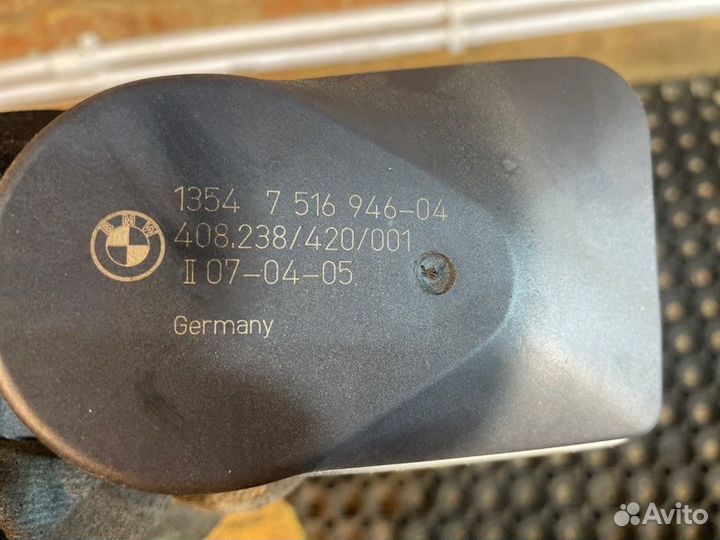 1354 7 516 946-04
BMW
408.238/420/001
II 07-04-05
Germany
Avito